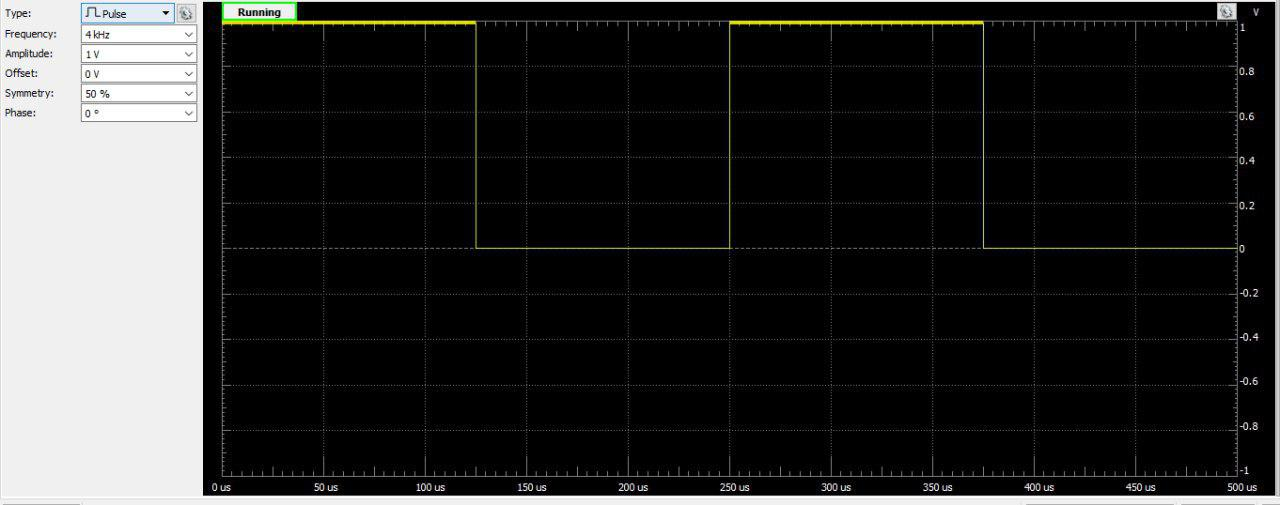 Type: Pulse
Frequency: 4 kHz
Amplitude: 1 V
Offset: 0 V
Symmetry: 50 %
Phase: 0 º
Running
V
1
0.8
0.6
0.4
0.2
0
-0.2
-0.4
-0.6
-0.8
-1
0 us 50 us 100 us 150 us 200 us 250 us 300 us 350 us 400 us 450 us 500 us